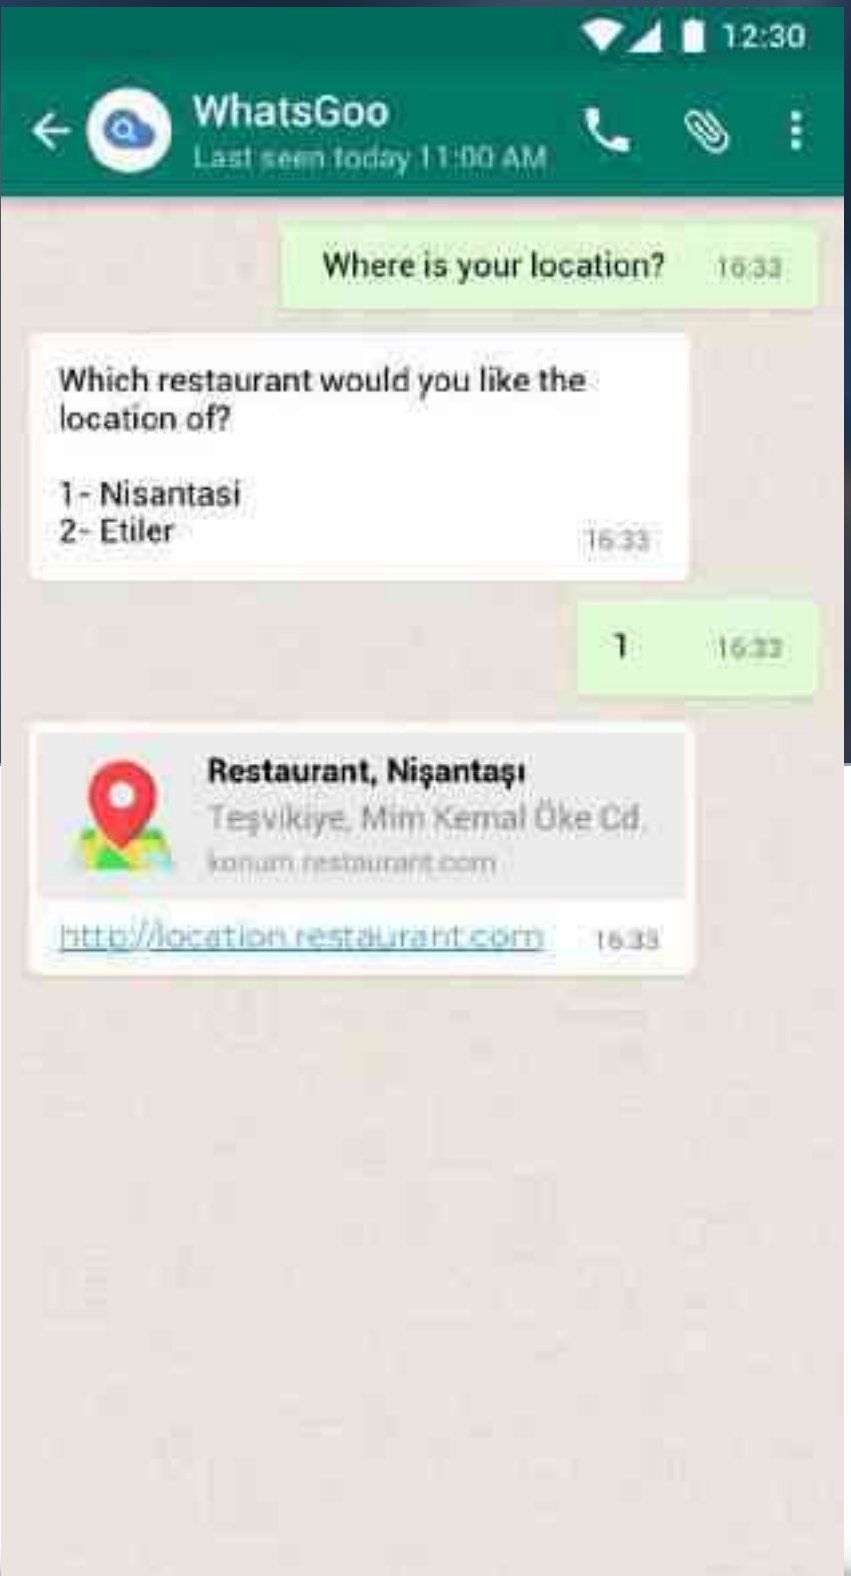 12:30
WhatsGoo
Last seen today 11:00 AM
Where is your location? 16:33
Which restaurant would you like the
location of?
1- Nisantasi
2- Etiler
16:33
1 16:33
Restaurant, Nişantaşı
Teşvikiye, Mim Kemal Öke Cd.
konum.restaurant.com
http://location.restaurant.com 16:33